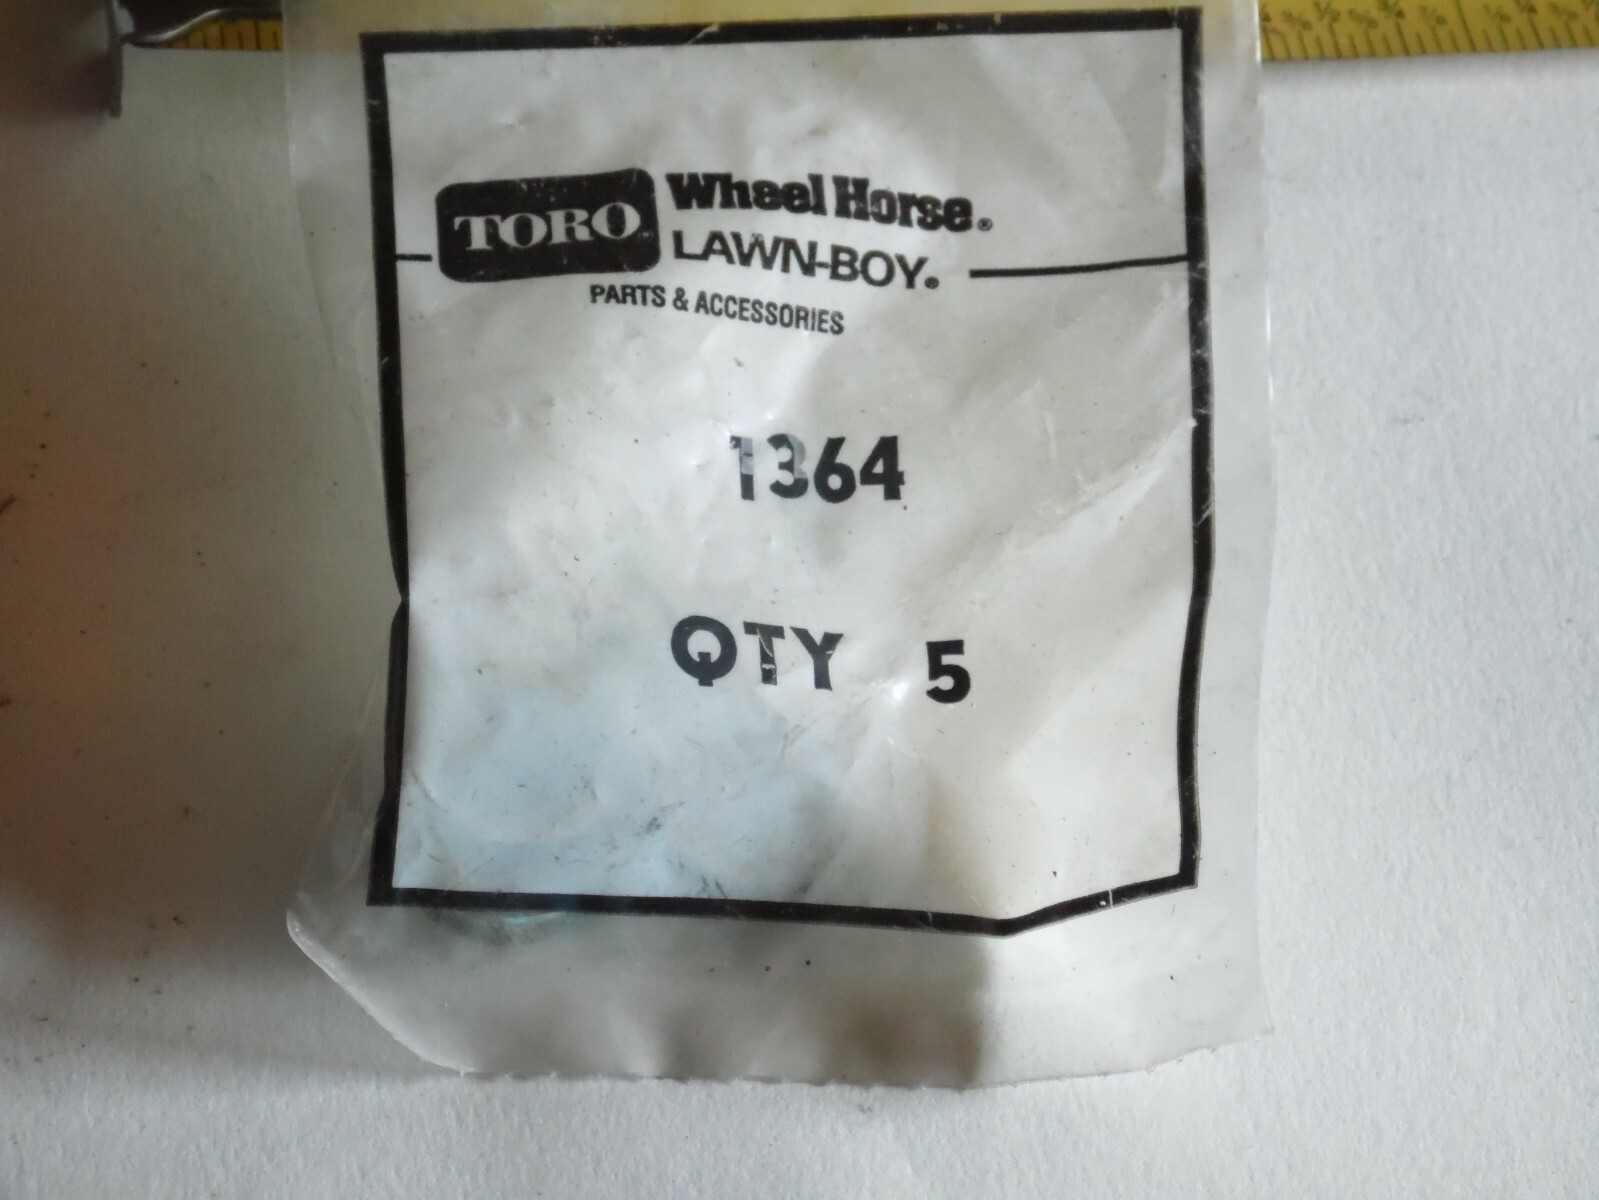 TORO Wheel Horse®
LAWN-BOY®
PARTS & ACCESSORIES
1364
QTY 5